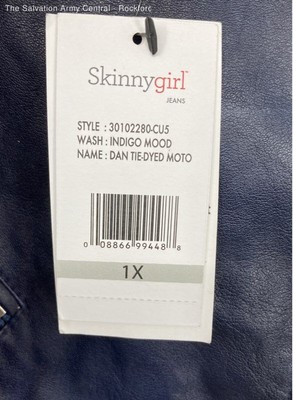 The Salvation Army Central - Rockford
Skinnygirl
JEANS
STYLE : 30102280-CU5
WASH : INDIGO MOOD
NAME : DAN TIE-DYED MOTO
0 08866 99448 8
1X